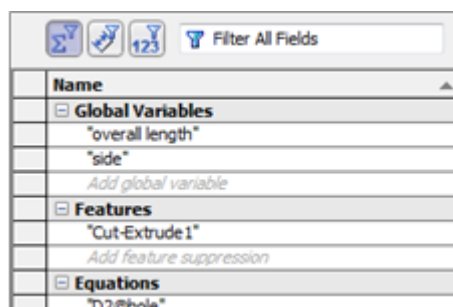 Filter All Fields
Name
Global Variables
"overall length"
"side"
Add global variable
Features
"Cut-Extrude1"
Add feature suppression
Equations
"D2@hole"